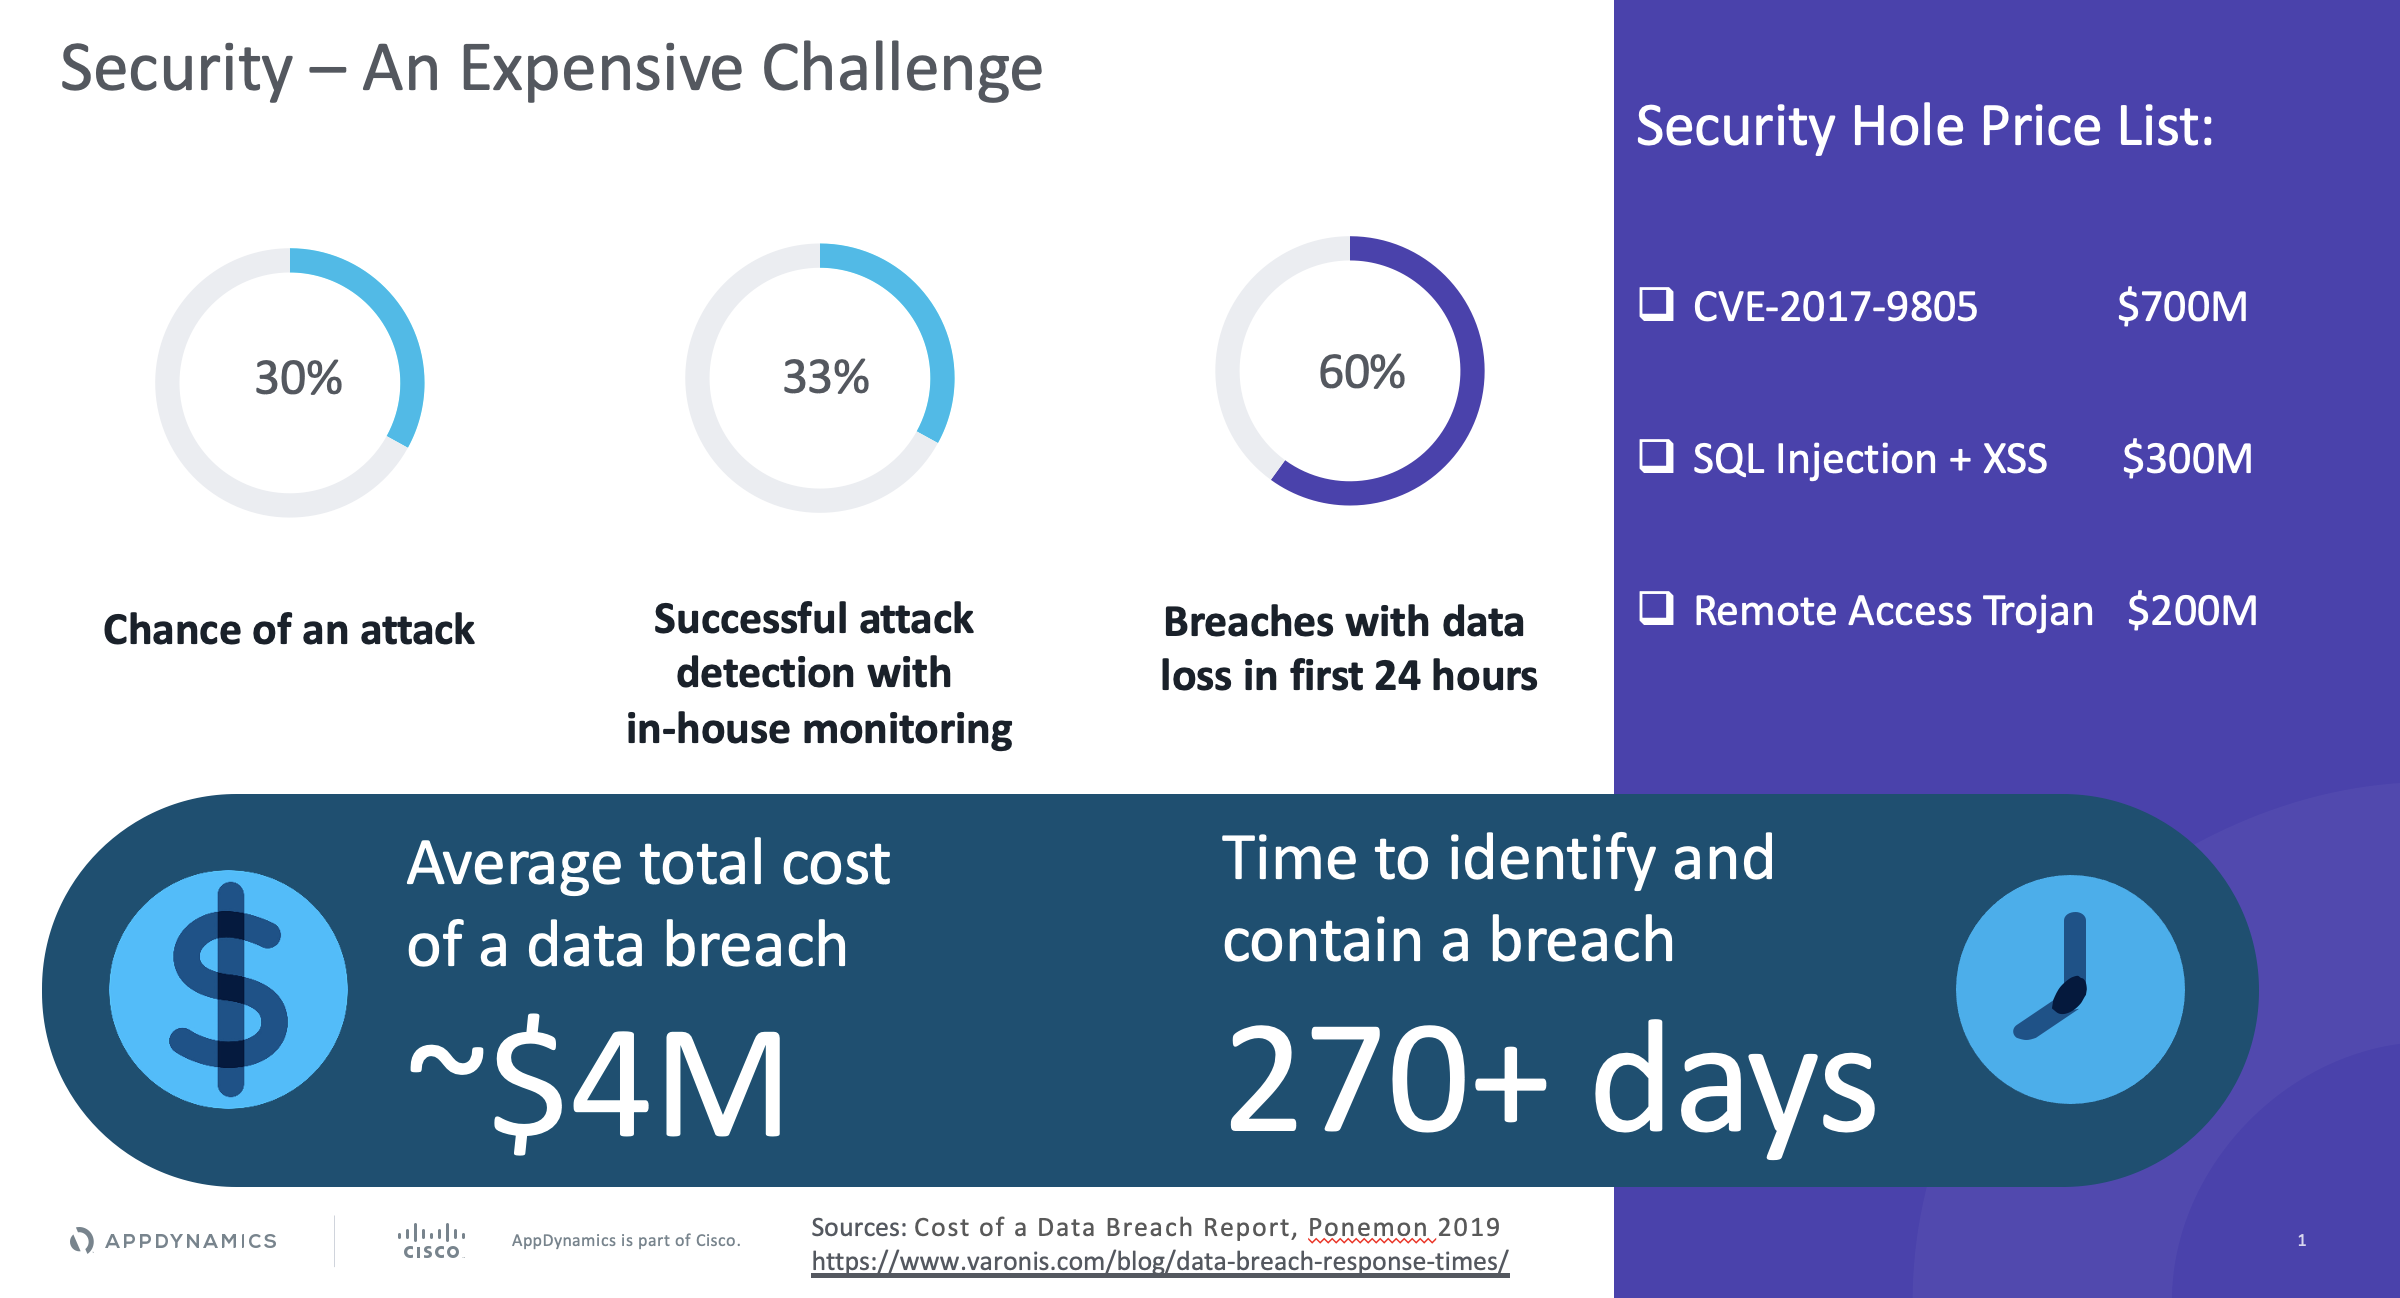 Security – An Expensive Challenge
30%
33%
60%
Chance of an attack
Successful attack
detection with
in-house monitoring
Breaches with data
loss in first 24 hours
Security Hole Price List:
CVE-2017-9805 $700M
SQL Injection + XSS $300M
Remote Access Trojan $200M
Average total cost
of a data breach
~$4M
Time to identify and
contain a breach
270+ days
APPDYNAMICS
CISCO
AppDynamics is part of Cisco.
Sources: Cost of a Data Breach Report, Ponemon 2019
https://www.varonis.com/blog/data-breach-response-times/
1